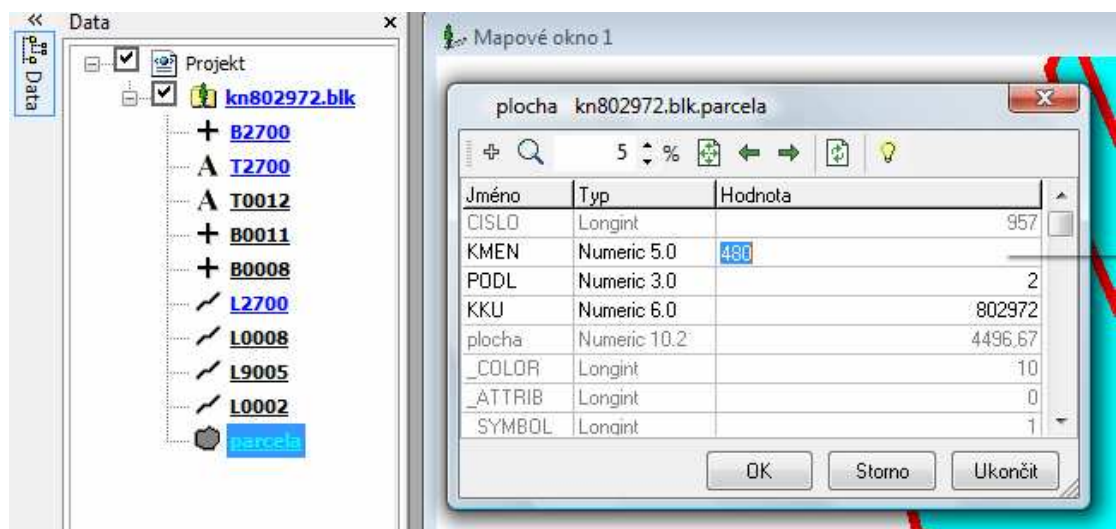 « Data x
Data
Projekt
kn802972.blk
B2700
T2700
T0012
B0011
B0008
L2700
L0008
L9005
L0002
parcela
Mapové okno 1
plocha kn802972.blk.parcela
5 %
Jméno Typ Hodnota
CISLO Longint 957
KMEN Numeric 5.0 480
PODL Numeric 3.0 2
KKU Numeric 6.0 802972
plocha Numeric 10.2 4496,67
_COLOR Longint 10
_ATTRIB Longint 0
_SYMBOL Longint 1
OK Storno Ukončit